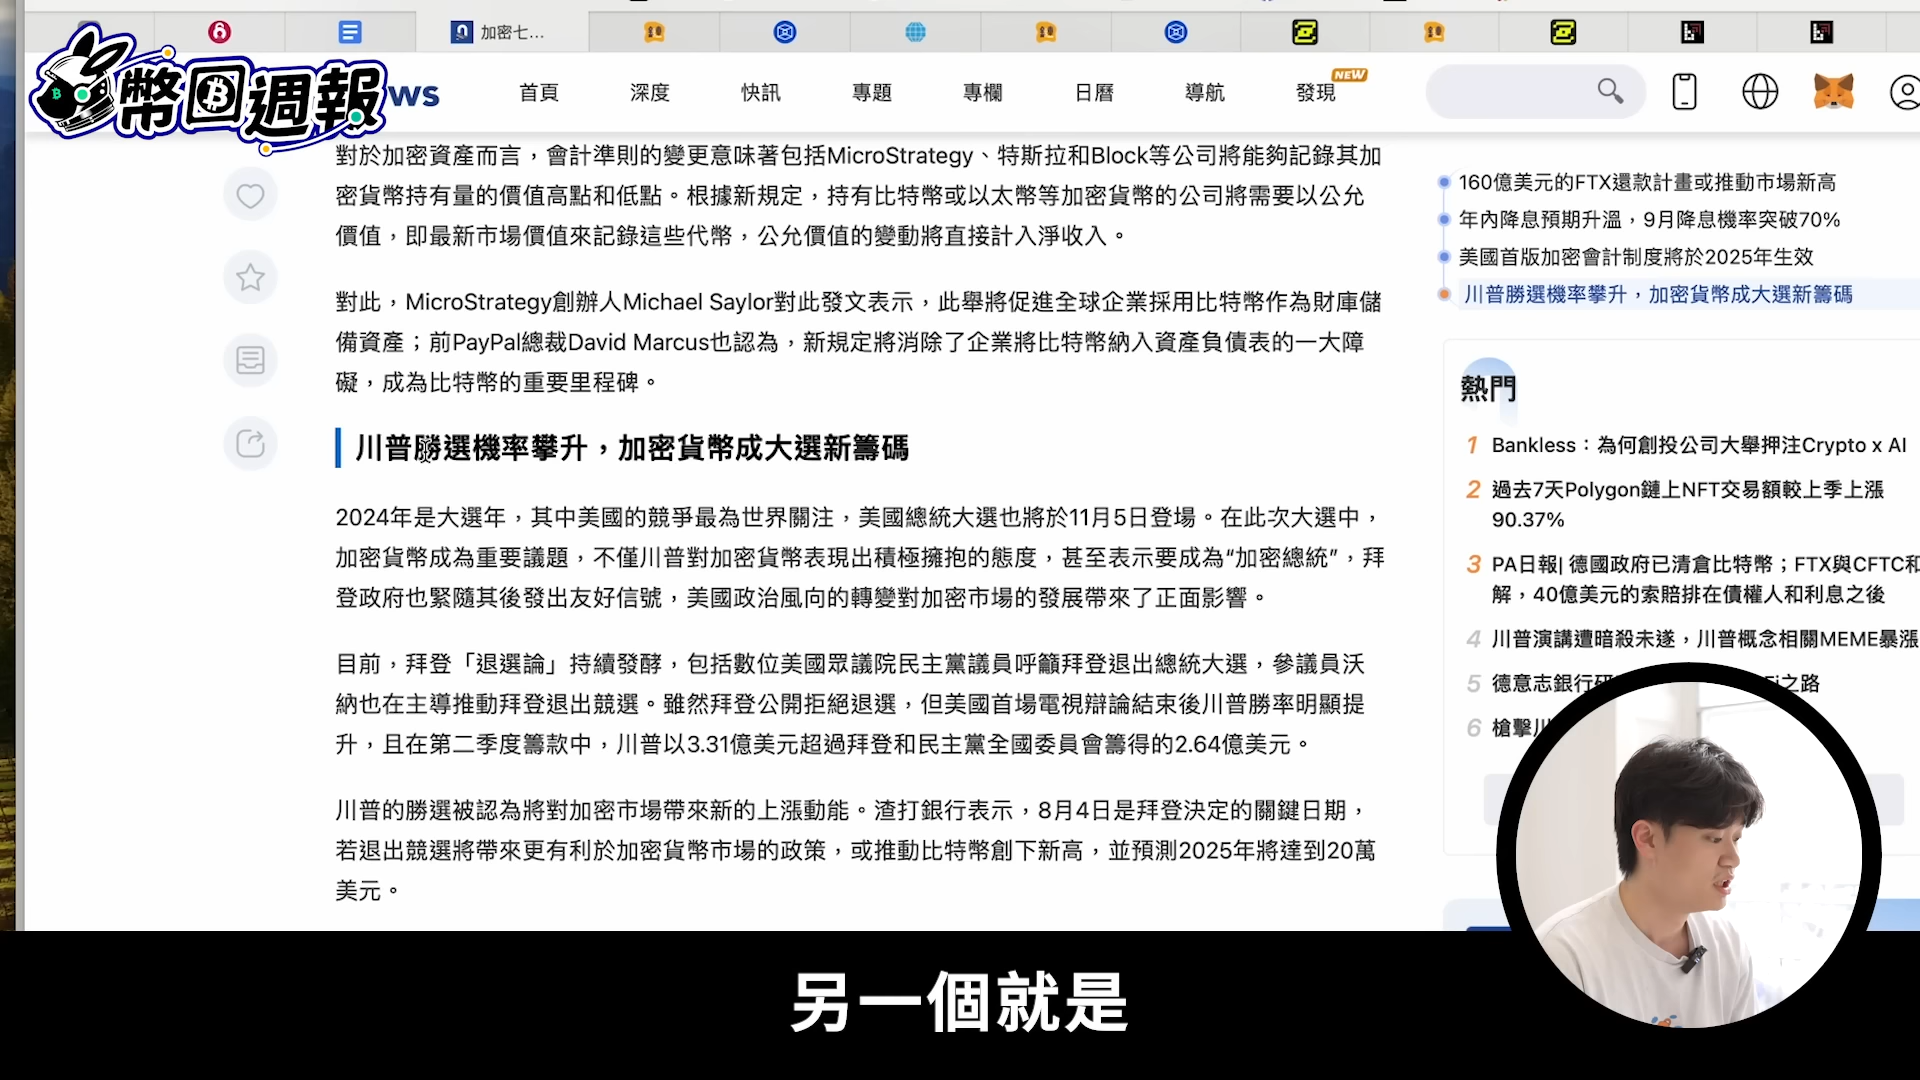 加密七...
幣回週報
ws
首頁
深度
快訊
專題
專欄
日曆
導航
發現
NEW
對於加密資產而言，會計準則的變更意味著包括MicroStrategy、特斯拉和Block等公司將能夠記錄其加
密貨幣持有量的價值高點和低點。根據新規定，持有比特幣或以太幣等加密貨幣的公司將需要以公允
價值，即最新市場價值來記錄這些代幣，公允價值的變動將直接計入淨收入。
對此，MicroStrategy創辦人Michael Saylor對此發文表示，此舉將促進全球企業採用比特幣作為財庫儲
備資產；前PayPal總裁David Marcus也認為，新規定將消除了企業將比特幣納入資產負債表的一大障
礙，成為比特幣的重要里程碑。
川普勝選機率攀升，加密貨幣成大選新籌碼
2024年是大選年，其中美國的競爭最為世界關注，美國總統大選也將於11月5日登場。在此次大選中，
加密貨幣成為重要議題，不僅川普對加密貨幣表現出積極擁抱的態度，甚至表示要成為“加密總統”，拜
登政府也緊隨其後發出友好信號，美國政治風向的轉變對加密市場的發展帶來了正面影響。
目前，拜登「退選論」持續發酵，包括數位美國眾議院民主黨議員呼籲拜登退出總統大選，參議員沃
納也在主導推動拜登退出競選。雖然拜登公開拒絕退選，但美國首場電視辯論結束後川普勝率明顯提
升，且在第二季度籌款中，川普以3.31億美元超過拜登和民主黨全國委員會籌得的2.64億美元。
川普的勝選被認為將對加密市場帶來新的上漲動能。渣打銀行表示，8月4日是拜登決定的關鍵日期，
若退出競選將帶來更有利於加密貨幣市場的政策，或推動比特幣創下新高，並預測2025年將達到20萬
美元。
160億美元的FTX還款計畫或推動市場新高
年內降息預期升溫，9月降息機率突破70%
美國首版加密會計制度將於2025年生效
川普勝選機率攀升，加密貨幣成大選新籌碼
熱門
1 Bankless：為何創投公司大舉押注Crypto x AI
2 過去7天Polygon鏈上NFT交易額較上季上漲
90.37%
3 PA日報| 德國政府已清倉比特幣；FTX與CFTC和
解，40億美元的索賠排在債權人和利息之後
4 川普演講遭暗殺未遂，川普概念相關MEME暴漲
5 德意志銀行研 之路
6 槍擊川
另一個就是